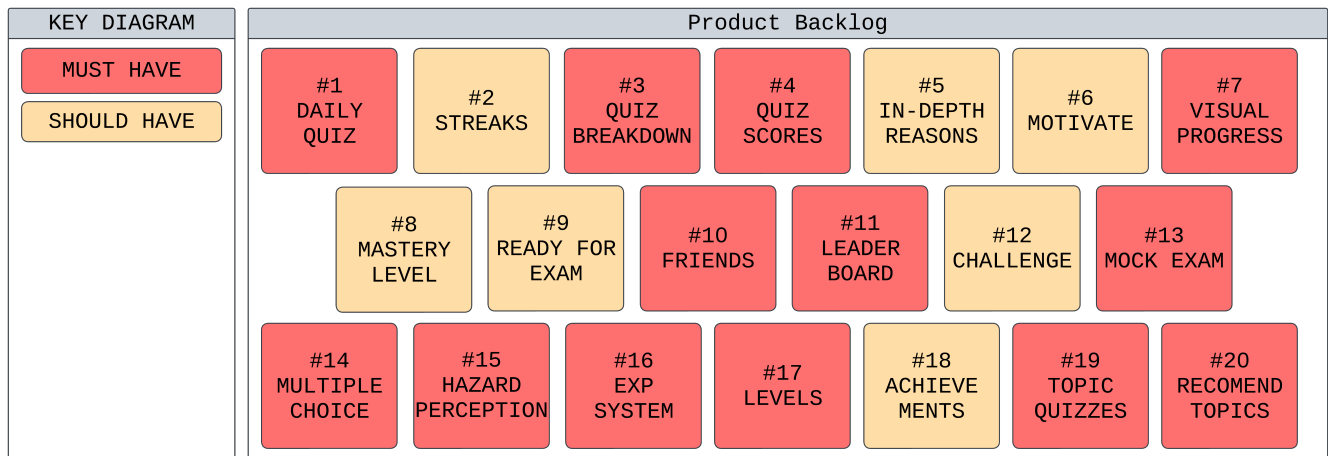 KEY DIAGRAM
MUST HAVE
SHOULD HAVE
Product Backlog
#1
DAILY
QUIZ
#2
STREAKS
#3
QUIZ
BREAKDOWN
#4
QUIZ
SCORES
#5
IN-DEPTH
REASONS
#6
MOTIVATE
#7
VISUAL
PROGRESS
#8
MASTERY
LEVEL
#9
READY FOR
EXAM
#10
FRIENDS
#11
LEADER
BOARD
#12
CHALLENGE
#13
MOCK EXAM
#14
MULTIPLE
CHOICE
#15
HAZARD
PERCEPTION
#16
EXP
SYSTEM
#17
LEVELS
#18
ACHIEVE
MENTS
#19
TOPIC
QUIZZES
#20
RECOMEND
TOPICS